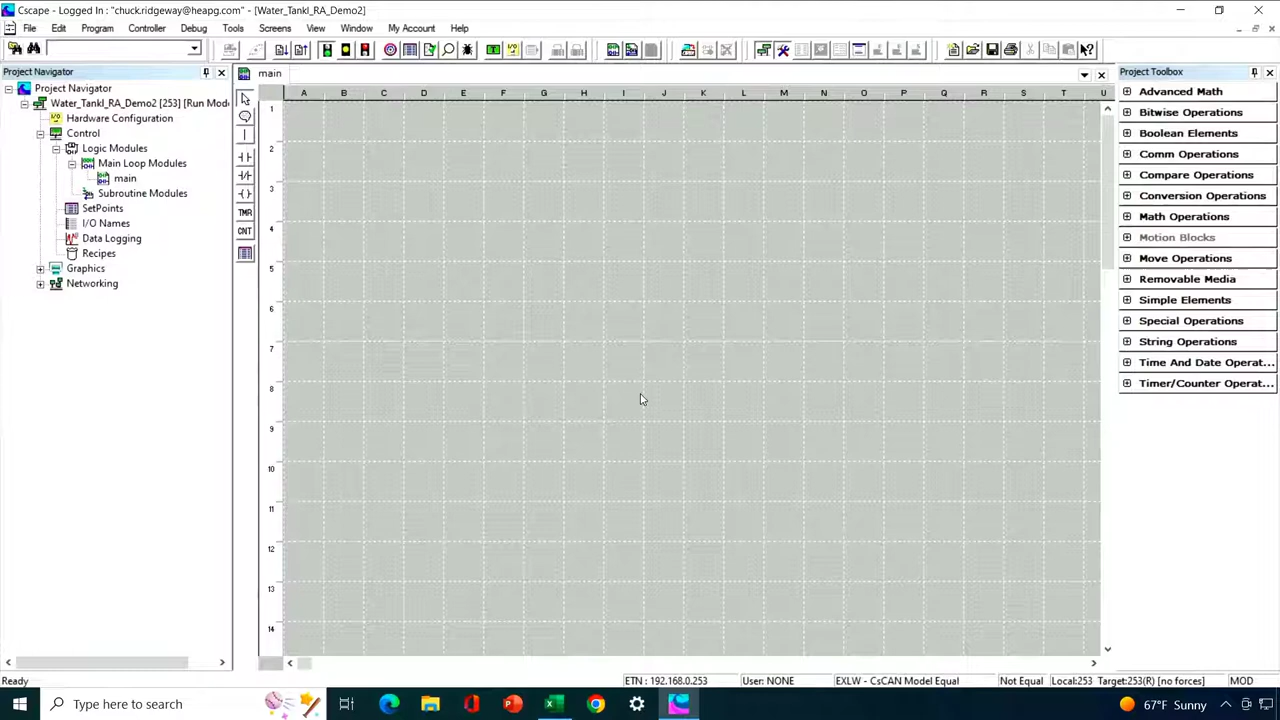 Cscape - Logged In : "chuck.ridgeway@heapg.com" - [Water_Tankl_RA_Demo2]
File Edit Program Controller Debug Tools Screens View Window My Account Help
Project Navigator
Project Navigator
Water_Tankl_RA_Demo2 [253] [Run Mod
Hardware Configuration
Control
Logic Modules
Main Loop Modules
main
Subroutine Modules
SetPoints
I/O Names
Data Logging
Recipes
Graphics
Networking
main
A B C D E F G H I J K L M N O P Q R S T U
1
2
3
4
5
6
7
8
9
10
11
12
13
14
TMR
CNT
Project Toolbox
Advanced Math
Bitwise Operations
Boolean Elements
Comm Operations
Compare Operations
Conversion Operations
Math Operations
Motion Blocks
Move Operations
Removable Media
Simple Elements
Special Operations
String Operations
Time And Date Operat...
Timer/Counter Operat...
Ready
ETN : 192.168.0.253 User: NONE EXLW - CsCAN Model Equal Not Equal Local:253 Target:253(R) [no forces] MOD
Type here to search
67°F Sunny